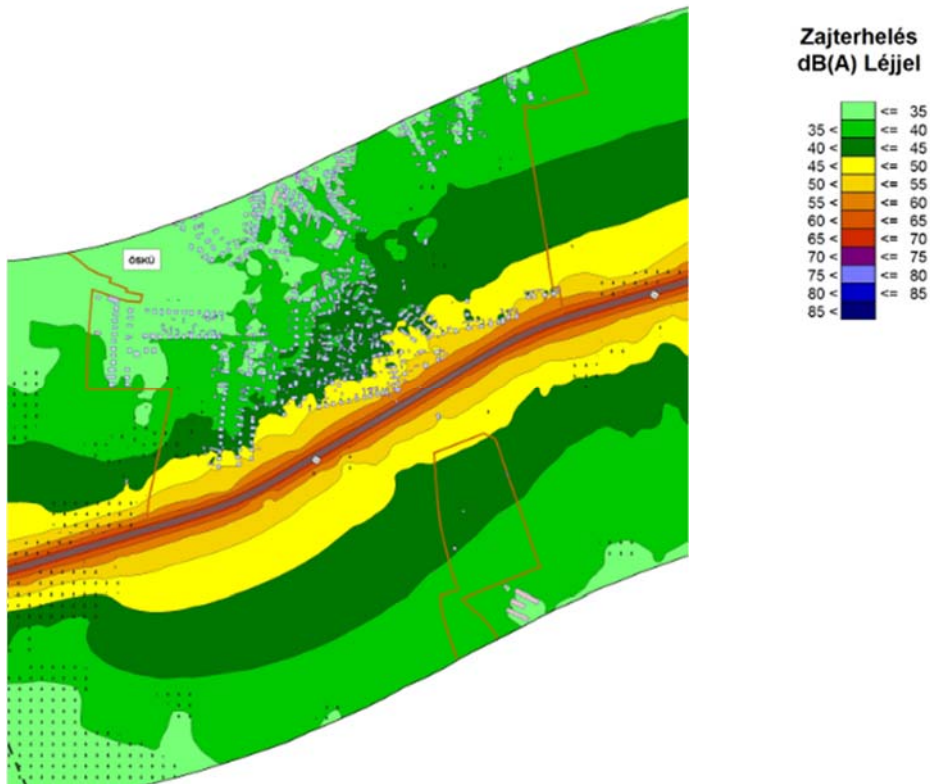 Zajterhelés
dB(A) Léjjel
<= 35
35 < <= 40
40 < <= 45
45 < <= 50
50 < <= 55
55 < <= 60
60 < <= 65
65 < <= 70
70 < <= 75
75 < <= 80
80 < <= 85
85 <
ÖSKÜ